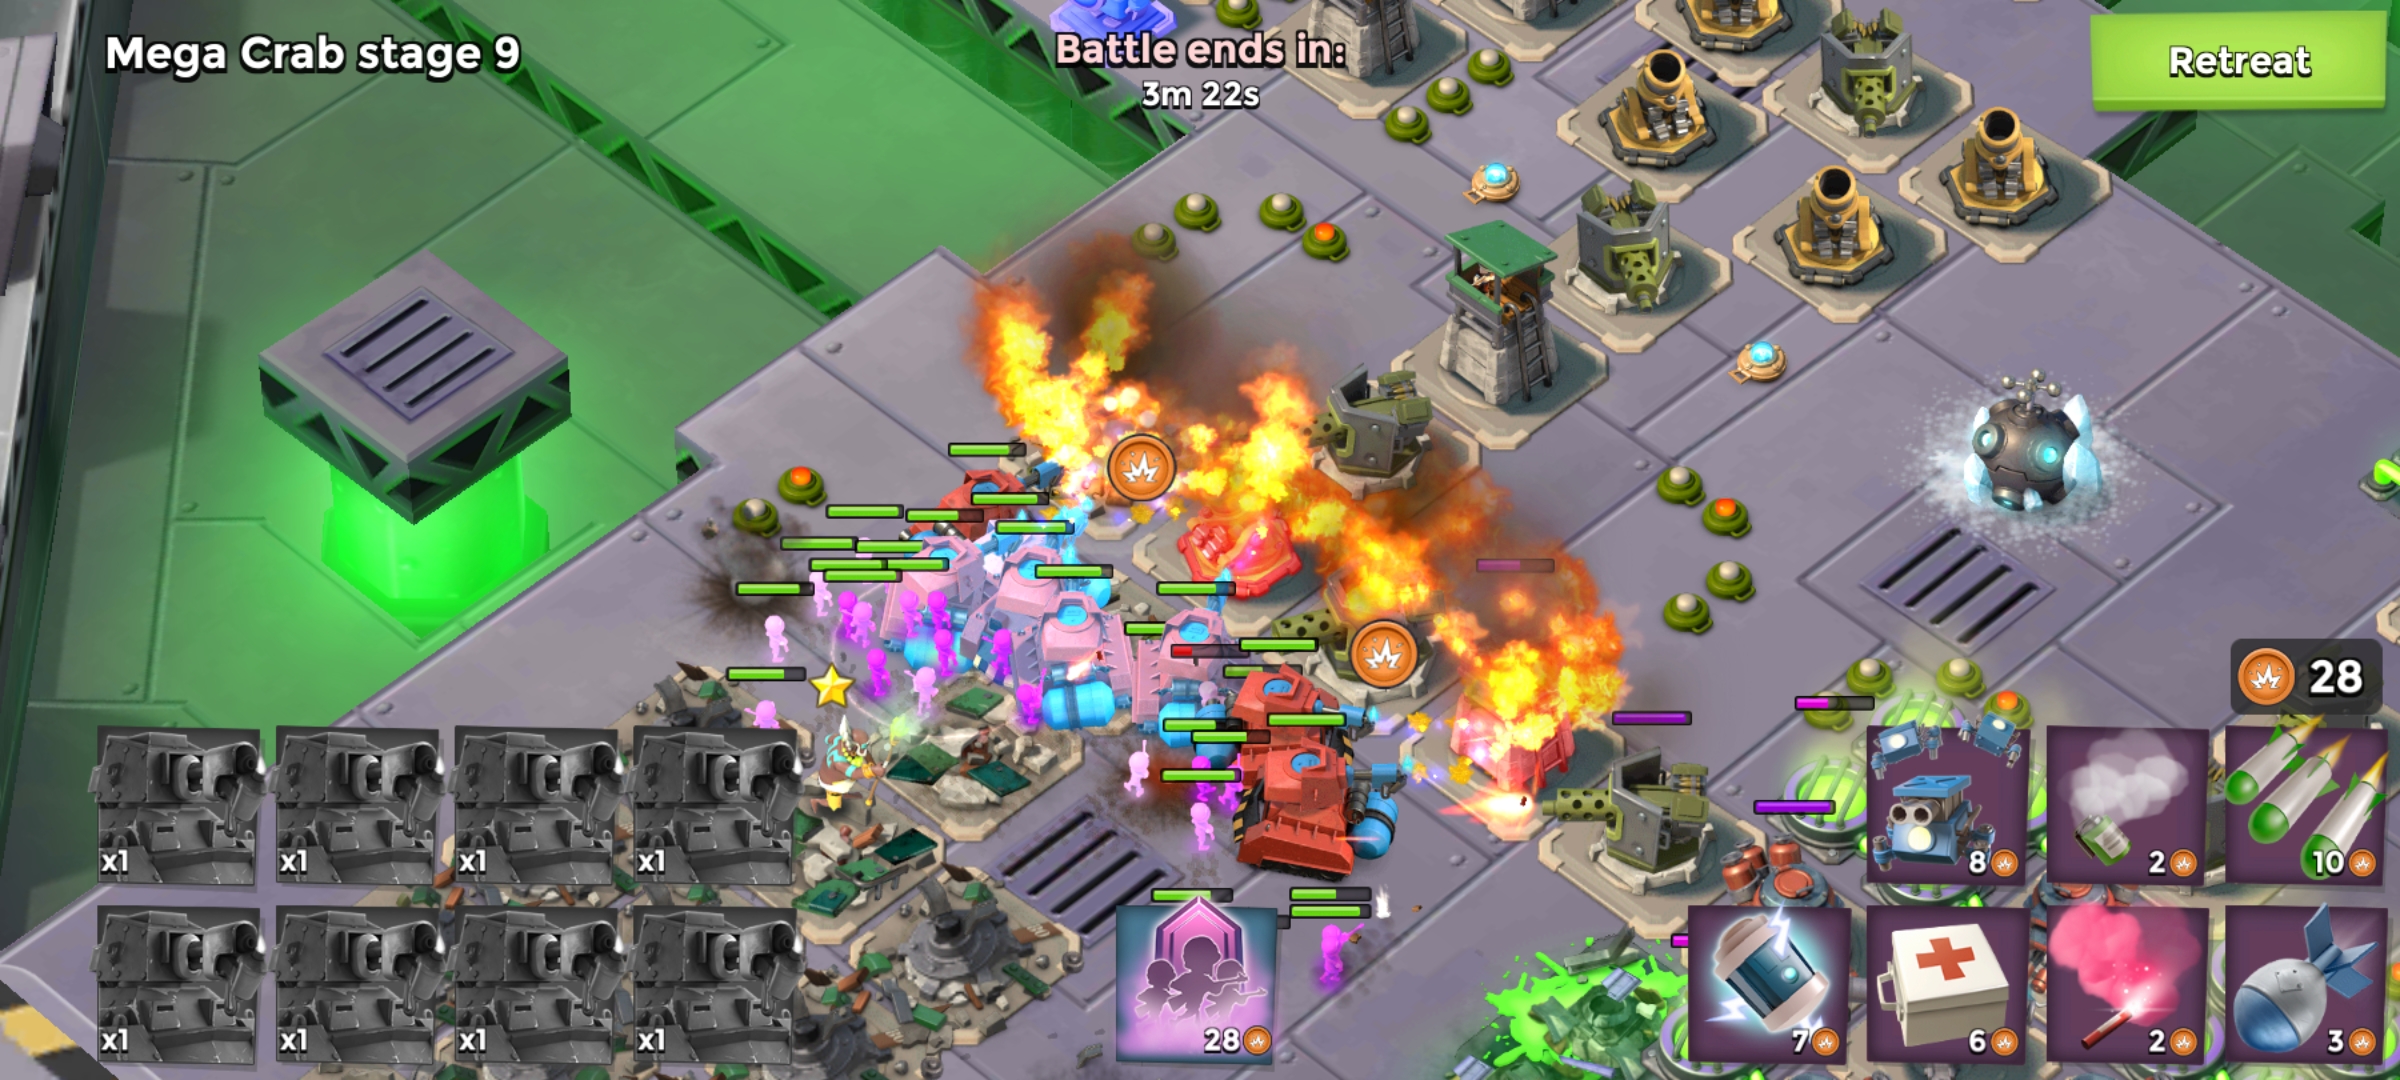 Mega Crab stage 9
Battle ends in:
3m 22s
Retreat
28
x1
x1
x1
x1
8
2
10
x1
x1
x1
x1
28
7
6
2
3